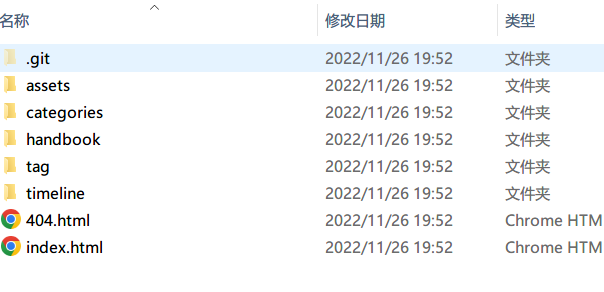 名称 修改日期 类型
.git 2022/11/26 19:52 文件夹
assets 2022/11/26 19:52 文件夹
categories 2022/11/26 19:52 文件夹
handbook 2022/11/26 19:52 文件夹
tag 2022/11/26 19:52 文件夹
timeline 2022/11/26 19:52 文件夹
404.html 2022/11/26 19:52 Chrome HTM
index.html 2022/11/26 19:52 Chrome HTM